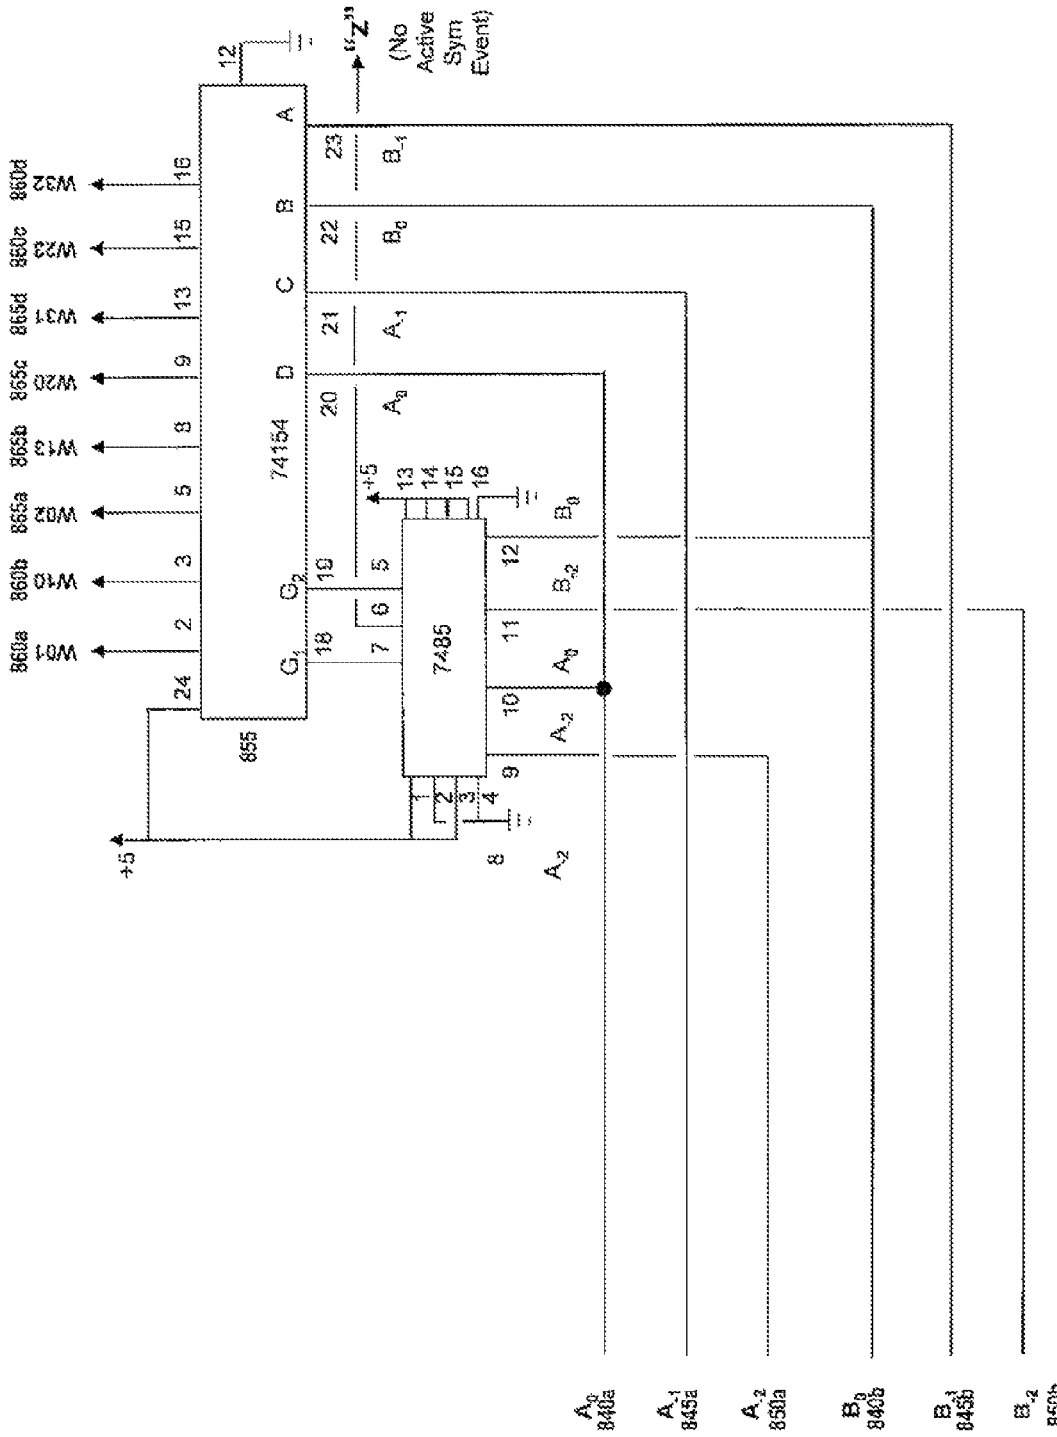 860a
W01
860b
W10
865a
W02
865b
W13
865c
W20
865d
W31
860c
W23
860d
W32
24
2
3
5
8
9
13
15
16
12
855
74154
G1
G2
D
C
B
A
18
19
20
21
22
23
A0
A-1
B0
B-1
"Z"
(No
Active
Sym
Event)
+5
+5
7
6
5
13
14
15
16
7485
1
2
3
4
8
9
10
11
12
A-2
A-2
A0
B-2
B0
A0
840a
A-1
845a
A-2
850a
B0
840b
B-1
845b
B-2
850b